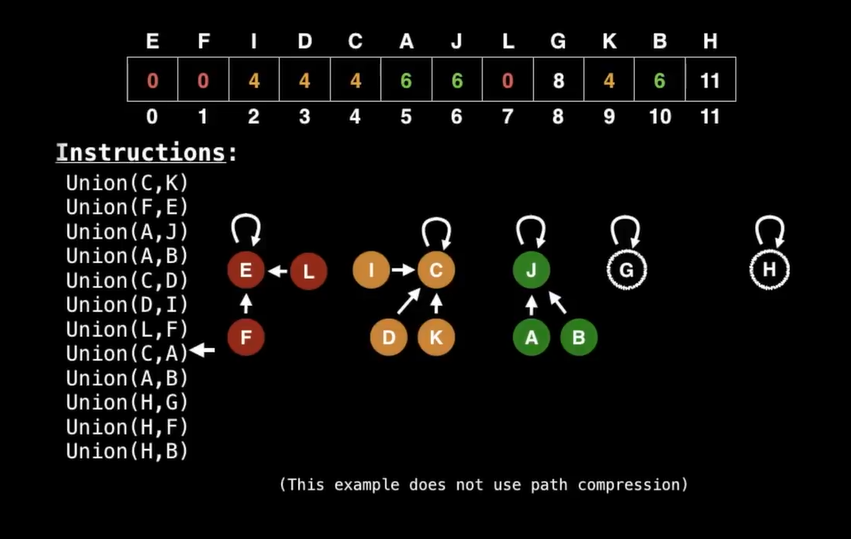 E F I D C A J L G K B H
0 0 4 4 4 6 6 0 8 4 6 11
0 1 2 3 4 5 6 7 8 9 10 11
Instructions:
Union(C,K)
Union(F,E)
Union(A,J)
Union(A,B)
Union(C,D)
Union(D,I)
Union(L,F)
Union(C,A)
Union(A,B)
Union(H,G)
Union(H,F)
Union(H,B)
E L I C J G H
F D K A B
(This example does not use path compression)